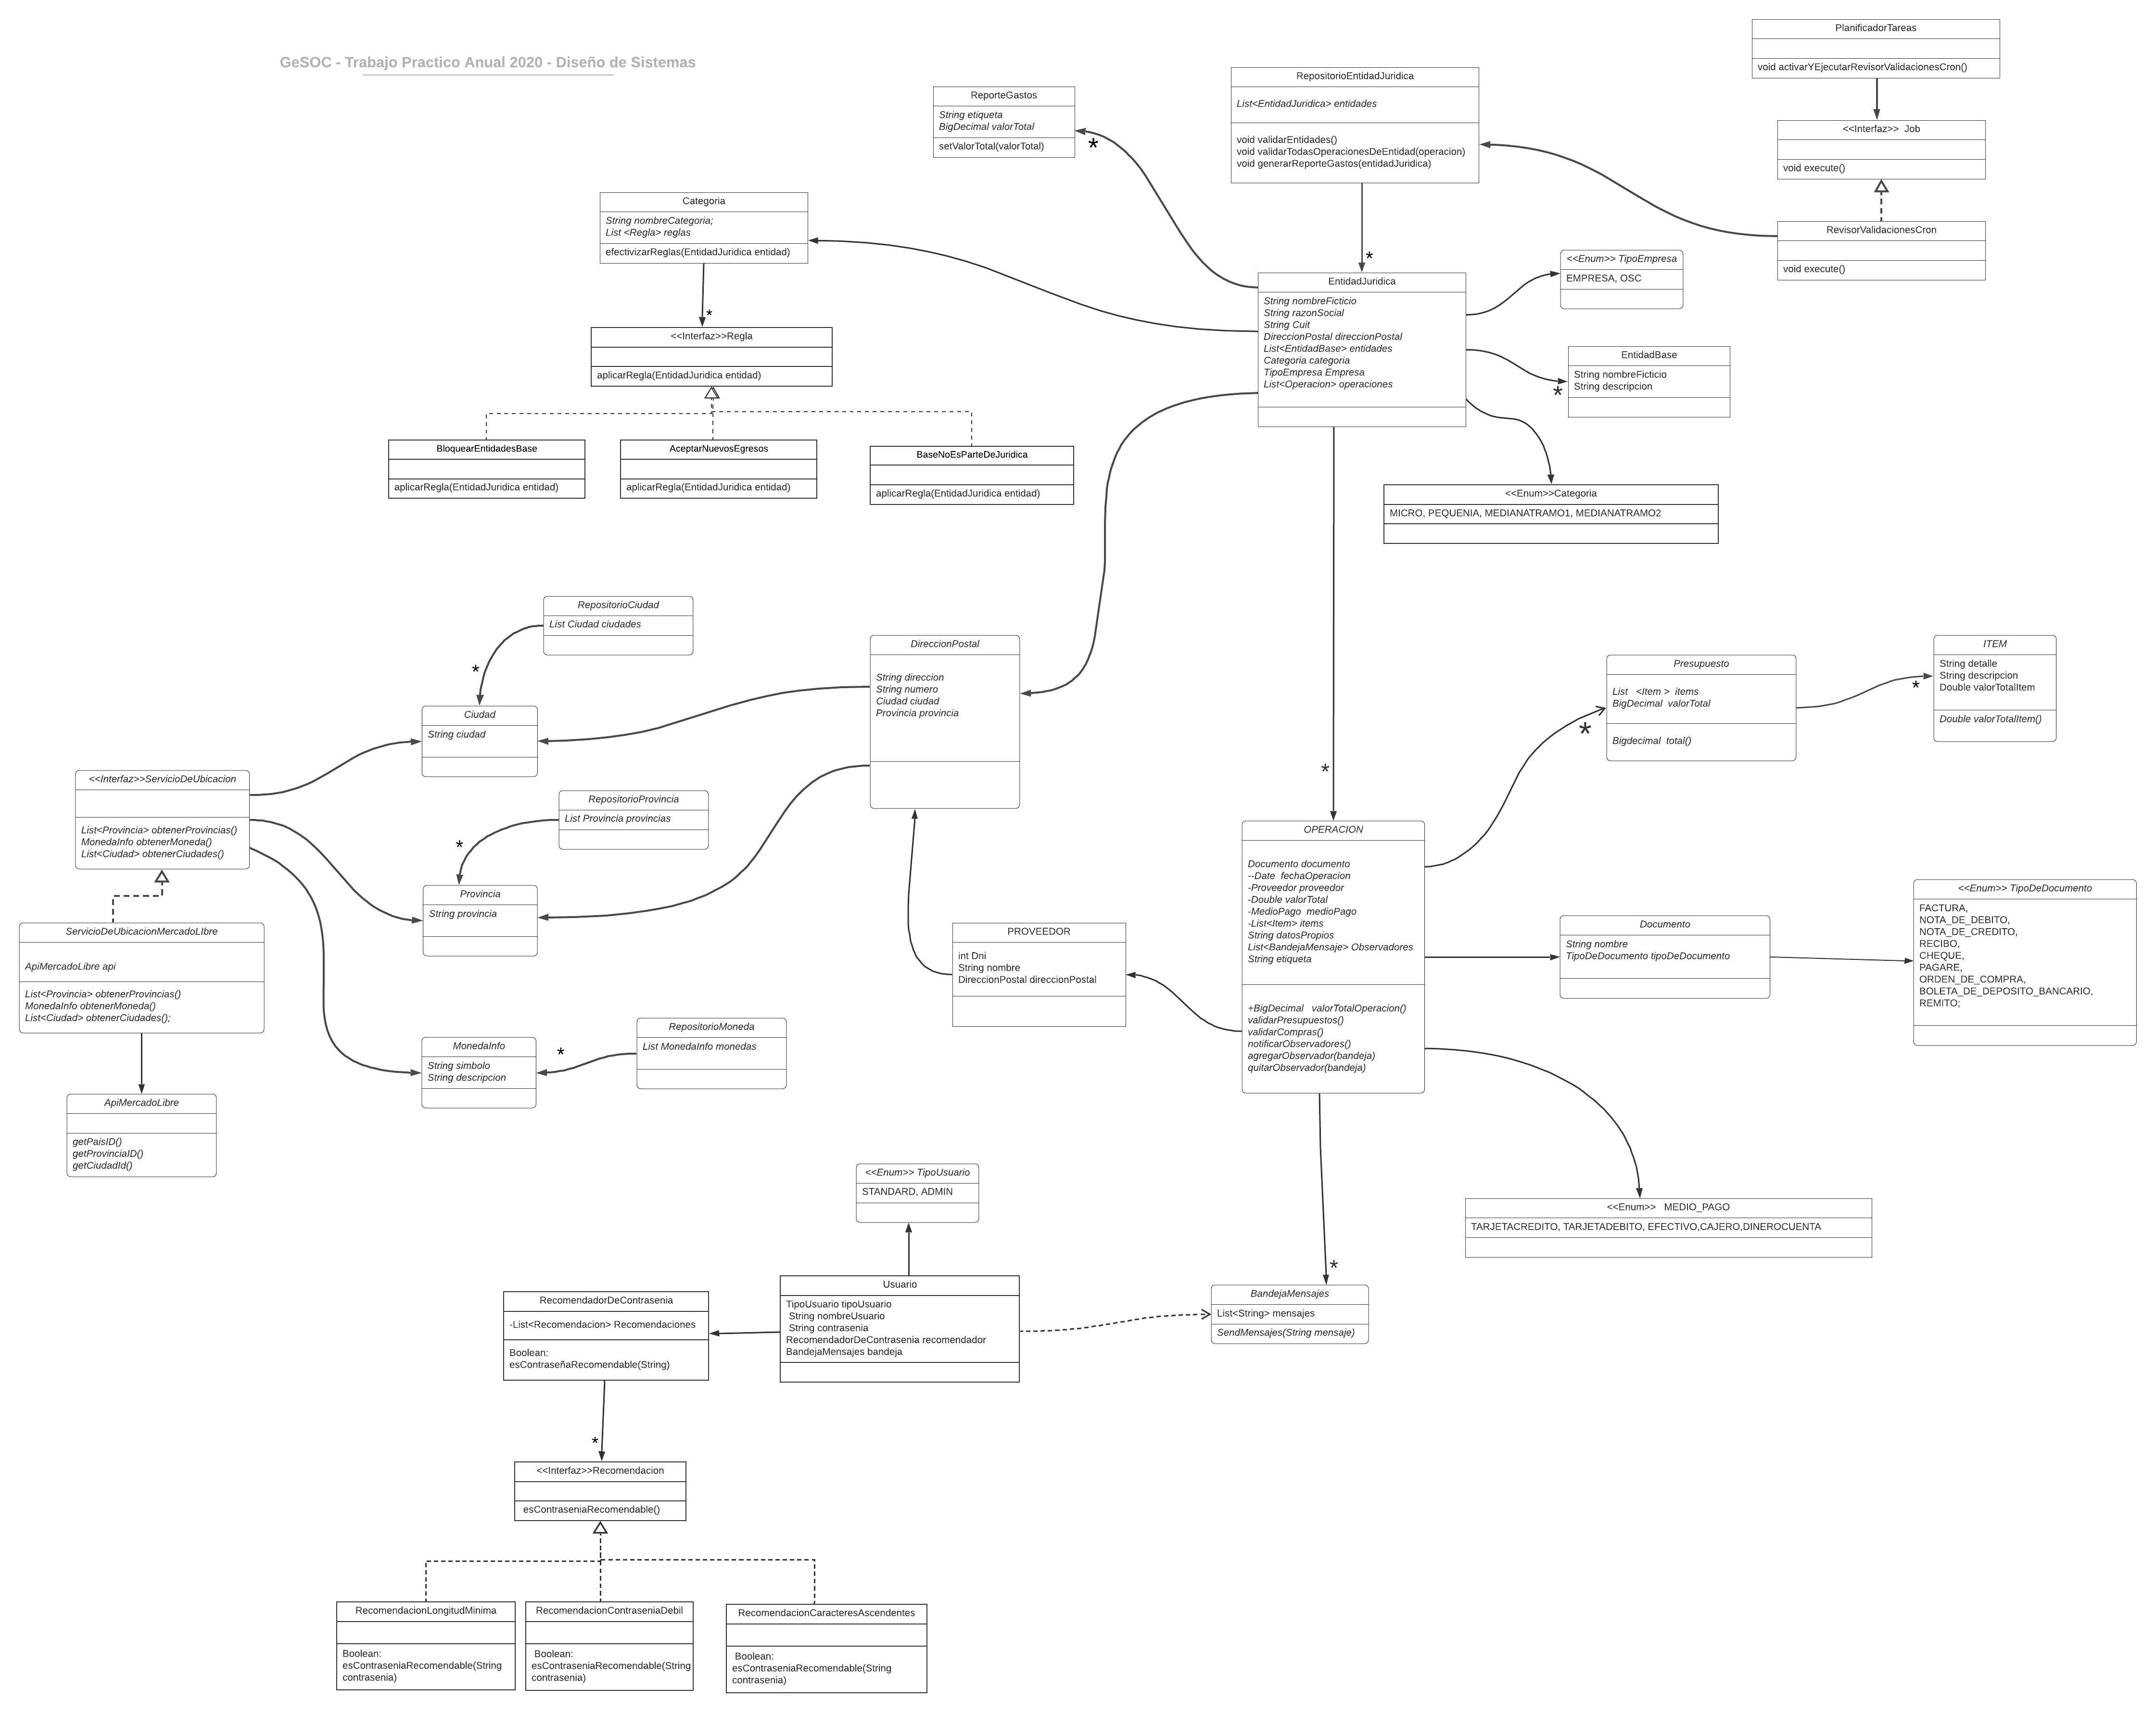 GeSOC - Trabajo Practico Anual 2020 - Diseño de Sistemas
PlanificadorTareas
void activarYEjecutarRevisorValidacionesCron()
RepositorioEntidadJuridica
List<EntidadJuridica> entidades
void validarEntidades()
void validarTodasOperacionesDeEntidad(operacion)
void generarReporteGastos(entidadJuridica)
ReporteGastos
String etiqueta
BigDecimal valorTotal
setValorTotal(valorTotal)
*
<<Interfaz>> Job
void execute()
Categoria
String nombreCategoria;
List <Regla> reglas
efectivizarReglas(EntidadJuridica entidad)
*
RevisorValidacionesCron
void execute()
*
EntidadJuridica
String nombreFicticio
String razonSocial
String Cuit
DireccionPostal direccionPostal
List<EntidadBase> entidades
Categoria categoria
TipoEmpresa Empresa
List<Operacion> operaciones
<<Enum>> TipoEmpresa
EMPRESA, OSC
EntidadBase
String nombreFicticio
String descripcion
*
<<Interfaz>>Regla
aplicarRegla(EntidadJuridica entidad)
BloquearEntidadesBase
aplicarRegla(EntidadJuridica entidad)
AceptarNuevosEgresos
aplicarRegla(EntidadJuridica entidad)
BaseNoEsParteDeJuridica
aplicarRegla(EntidadJuridica entidad)
<<Enum>>Categoria
MICRO, PEQUENIA, MEDIANATRAMO1, MEDIANATRAMO2
RepositorioCiudad
List Ciudad ciudades
*
DireccionPostal
String direccion
String numero
Ciudad ciudad
Provincia provincia
Presupuesto
List <Item > items
BigDecimal valorTotal
Bigdecimal total()
*
ITEM
String detalle
String descripcion
Double valorTotalItem
Double valorTotalItem()
*
Ciudad
String ciudad
*
<<Interfaz>>ServicioDeUbicacion
List<Provincia> obtenerProvincias()
MonedaInfo obtenerMoneda()
List<Ciudad> obtenerCiudades()
RepositorioProvincia
List Provincia provincias
*
Provincia
String provincia
OPERACION
Documento documento
--Date fechaOperacion
-Proveedor proveedor
-Double valorTotal
-MedioPago medioPago
-List<Item> items
String datosPropios
List<BandejaMensaje> Observadores
String etiqueta
+BigDecimal valorTotalOperacion()
validarPresupuestos()
validarCompras()
notificarObservadores()
agregarObservador(bandeja)
quitarObservador(bandeja)
<<Enum>> TipoDeDocumento
FACTURA,
NOTA_DE_DEBITO,
NOTA_DE_CREDITO,
RECIBO,
CHEQUE,
PAGARE,
ORDEN_DE_COMPRA,
BOLETA_DE_DEPOSITO_BANCARIO,
REMITO;
Documento
String nombre
TipoDeDocumento tipoDeDocumento
ServicioDeUbicacionMercadoLIbre
ApiMercadoLibre api
List<Provincia> obtenerProvincias()
MonedaInfo obtenerMoneda()
List<Ciudad> obtenerCiudades();
PROVEEDOR
int Dni
String nombre
DireccionPostal direccionPostal
RepositorioMoneda
List MonedaInfo monedas
*
MonedaInfo
String simbolo
String descripcion
ApiMercadoLibre
getPaisID()
getProvinciaID()
getCiudadId()
<<Enum>> TipoUsuario
STANDARD, ADMIN
<<Enum>> MEDIO_PAGO
TARJETACREDITO, TARJETADEBITO, EFECTIVO,CAJERO,DINEROCUENTA
*
Usuario
TipoUsuario tipoUsuario
String nombreUsuario
String contrasenia
RecomendadorDeContrasenia recomendador
BandejaMensajes bandeja
BandejaMensajes
List<String> mensajes
SendMensajes(String mensaje)
RecomendadorDeContrasenia
-List<Recomendacion> Recomendaciones
Boolean:
esContraseñaRecomendable(String)
*
<<Interfaz>>Recomendacion
esContraseniaRecomendable()
RecomendacionLongitudMinima
Boolean:
esContraseniaRecomendable(String
contrasenia)
RecomendacionContraseniaDebil
Boolean:
esContraseniaRecomendable(String
contrasenia)
RecomendacionCaracteresAscendentes
Boolean:
esContraseniaRecomendable(String
contrasenia)